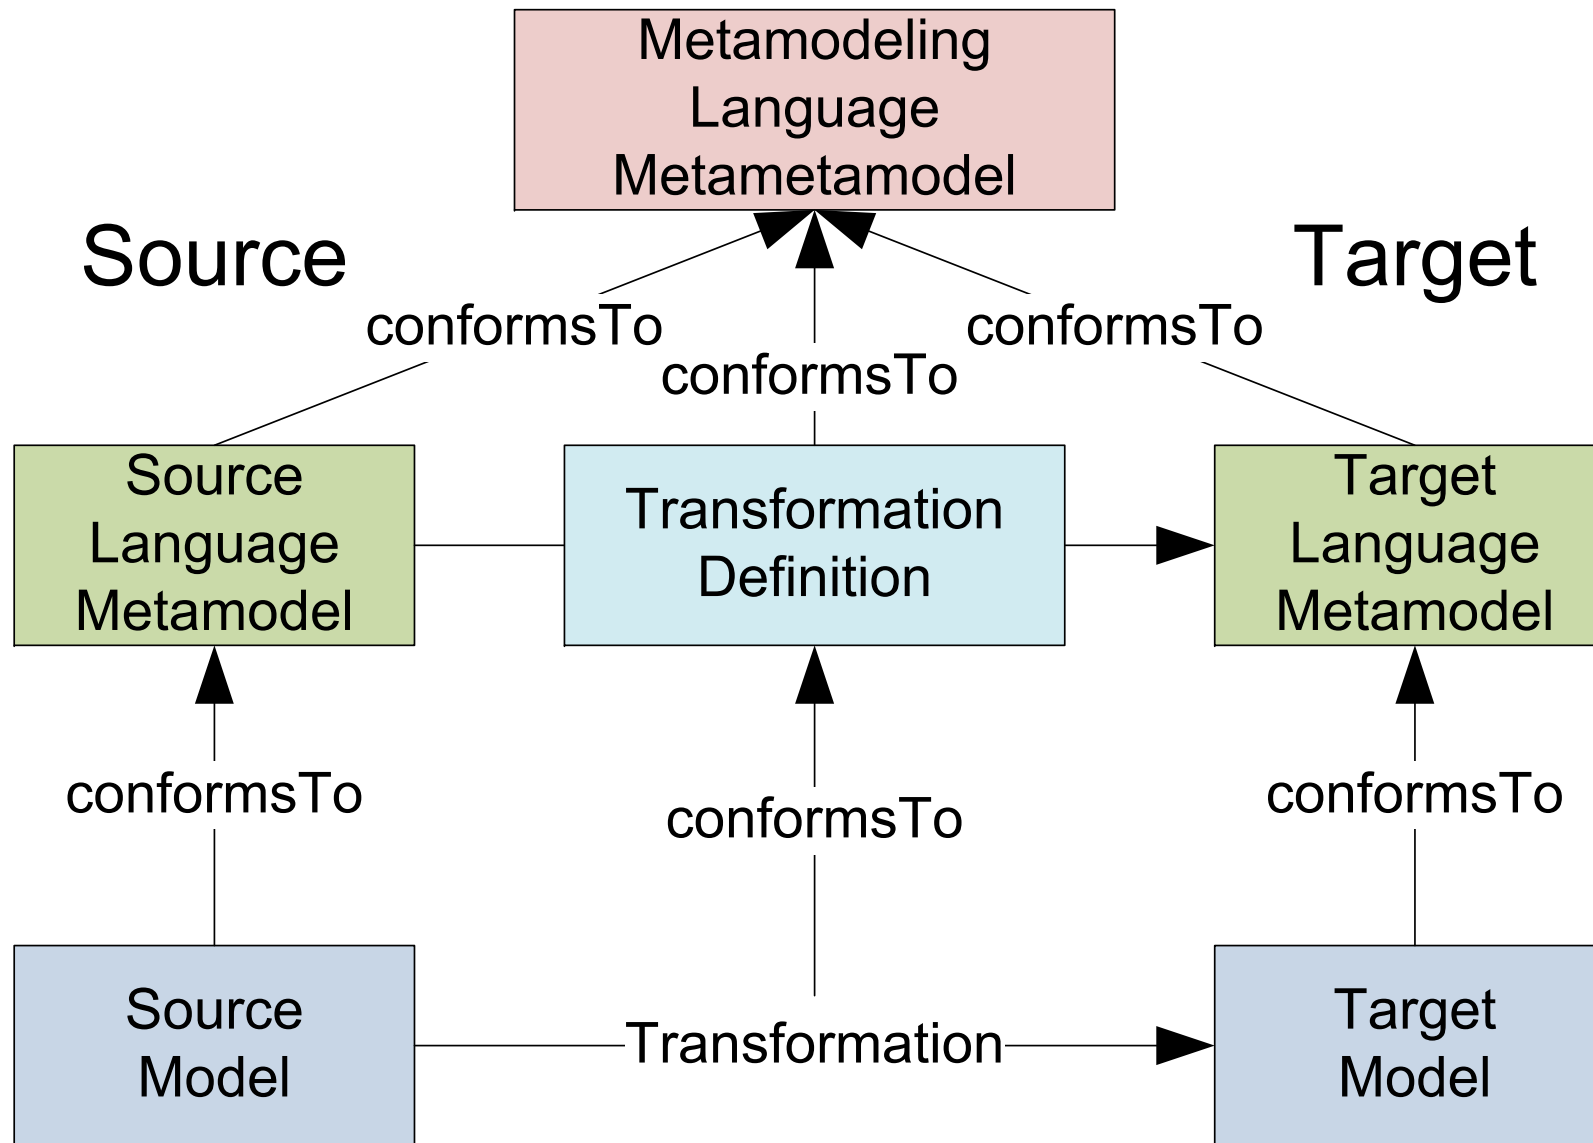 Metamodeling
Language
Metametamodel
Source
Target
conformsTo
conformsTo
conformsTo
Source
Language
Metamodel
Transformation
Definition
Target
Language
Metamodel
conformsTo
conformsTo
conformsTo
Source
Model
Transformation
Target
Model